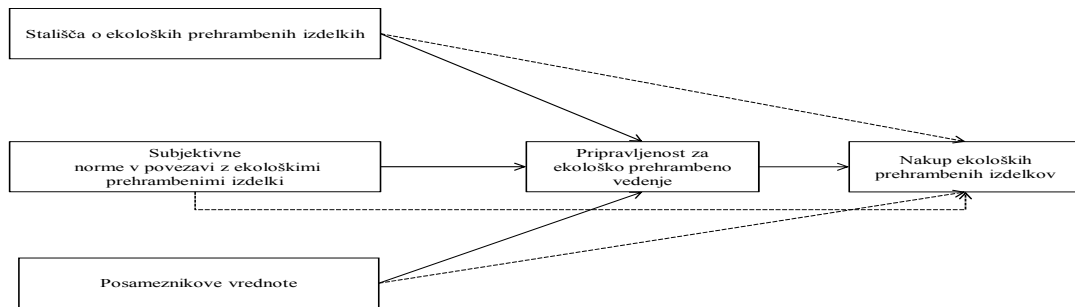 Stališča o ekoloških prehrambenih izdelkih
Subjektivne
norme v povezavi z ekološkimi
prehrambenimi izdelki
Pripravljenost za
ekološko prehrambeno
vedenje
Nakup ekoloških
prehrambenih izdelkov
Posameznikove vrednote